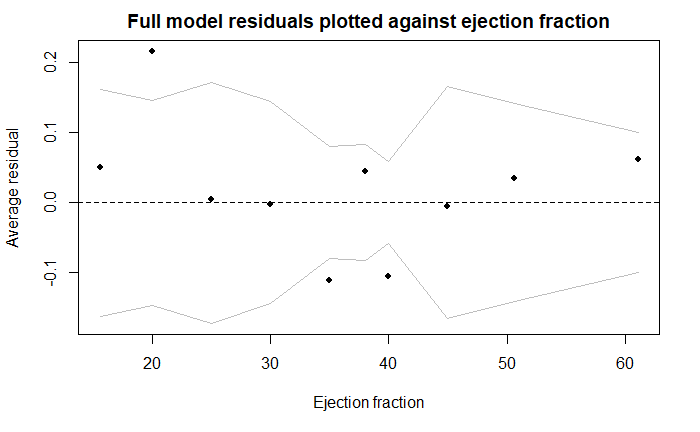 Full model residuals plotted against ejection fraction
0.2
0.1
0.0
-0.1
Average residual
20 30 40 50 60
Ejection fraction